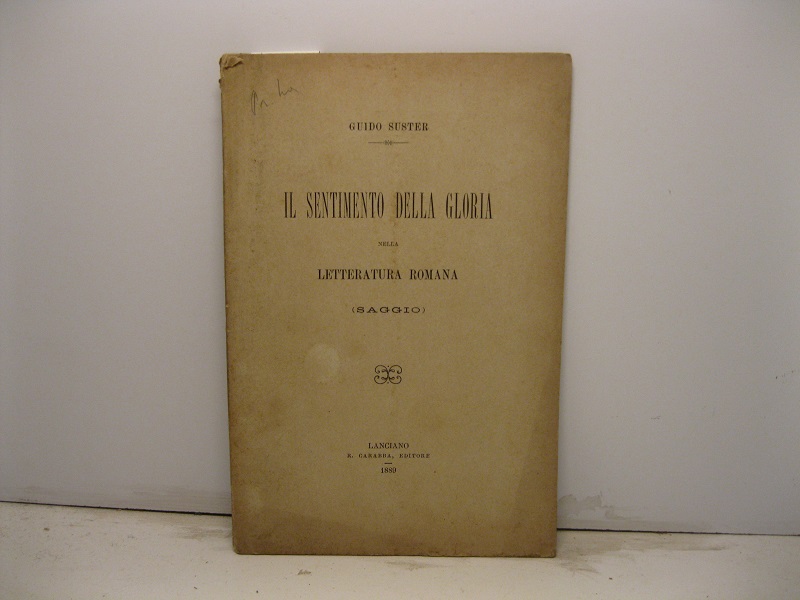 GUIDO SUSTER
IL SENTIMENTO DELLA GLORIA
NELLA
LETTERATURA ROMANA
(SAGGIO)
LANCIANO
R. CARABBA, EDITORE
1889